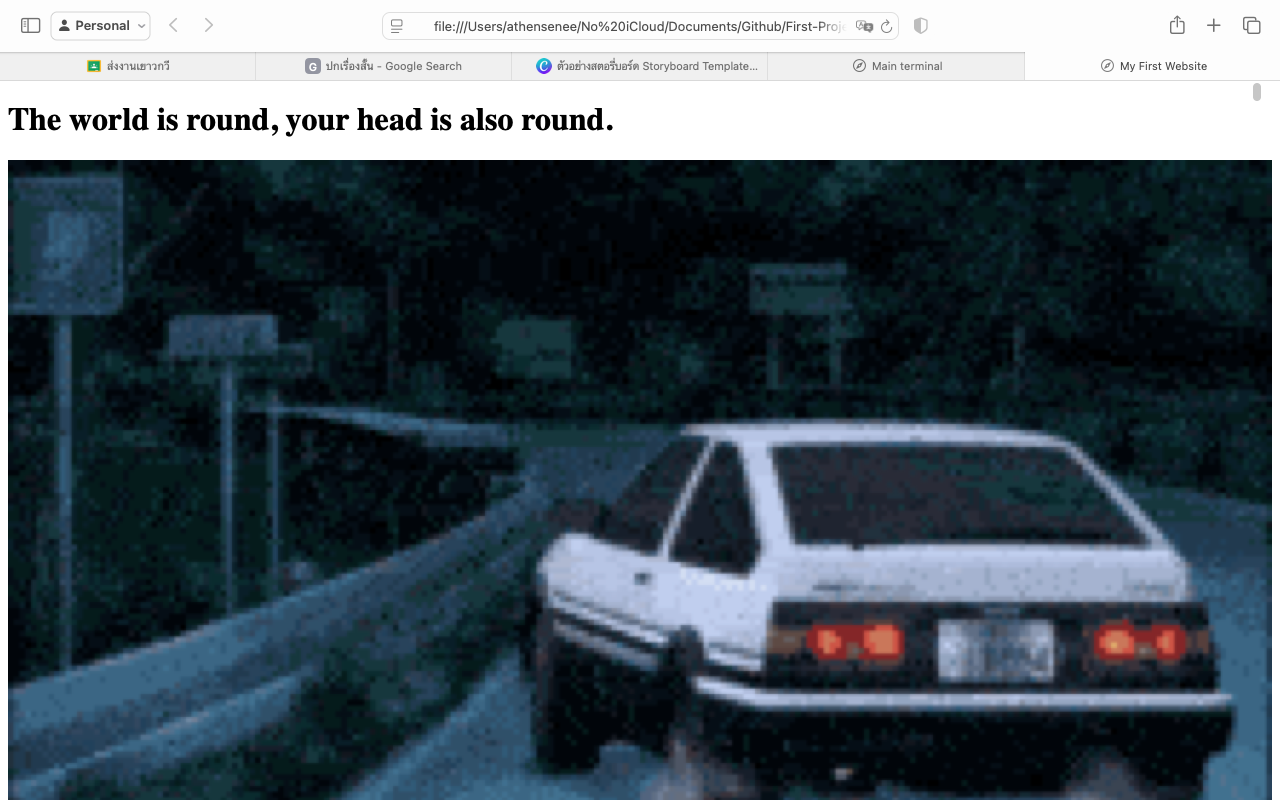 Personal
file:///Users/athensenee/No%20iCloud/Documents/Github/First-Proje
ส่งงานเยาวกวี
G ปกเรื่องสั้น - Google Search
ตัวอย่างสตอรี่บอร์ด Storyboard Template...
Main terminal
My First Website
The world is round, your head is also round.